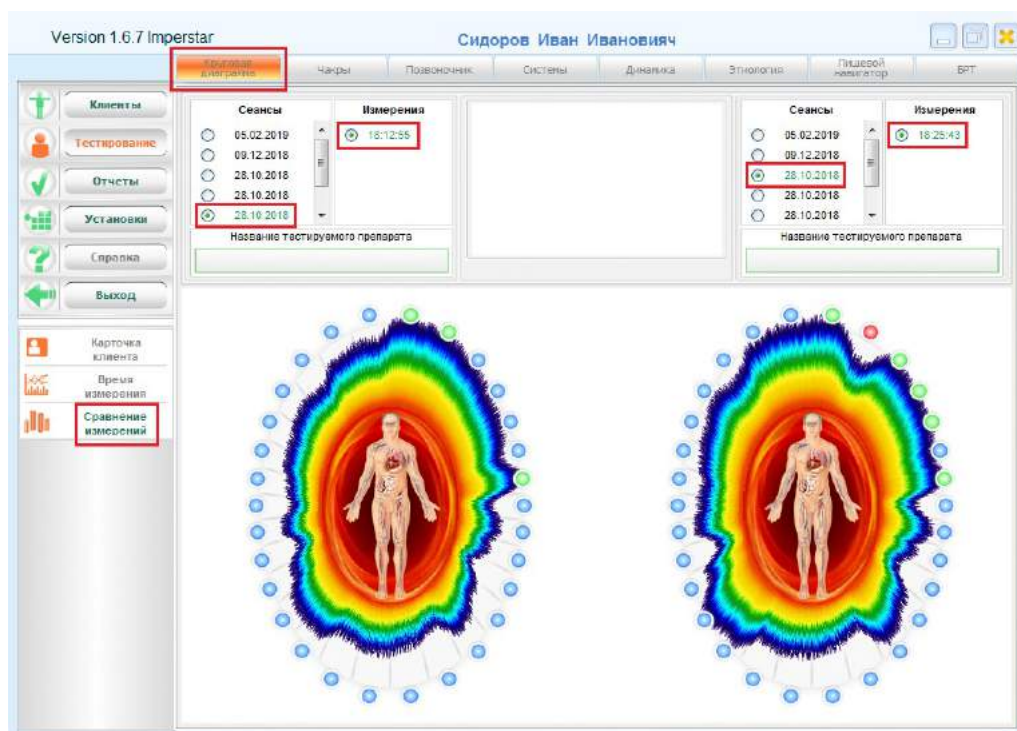 Version 1.6.7 Imperstar
Сидоров Иван Иванович
Круговая
диаграмма
Чакры
Позвоночник
Системы
Динамика
Этиология
Пищевой
навигатор
БРТ
Клиенты
Тестирование
Отчеты
Установки
Справка
Выход
Карточка
клиента
Время
измерения
Сравнение
измерений
Сеансы
Измерения
05.02.2019
09.12.2018
28.10.2018
28.10.2018
28.10.2018
18:12:55
Название тестируемого препарата
Сеансы
Измерения
05.02.2019
09.12.2018
28.10.2018
28.10.2018
28.10.2018
18:25:43
Название тестируемого препарата